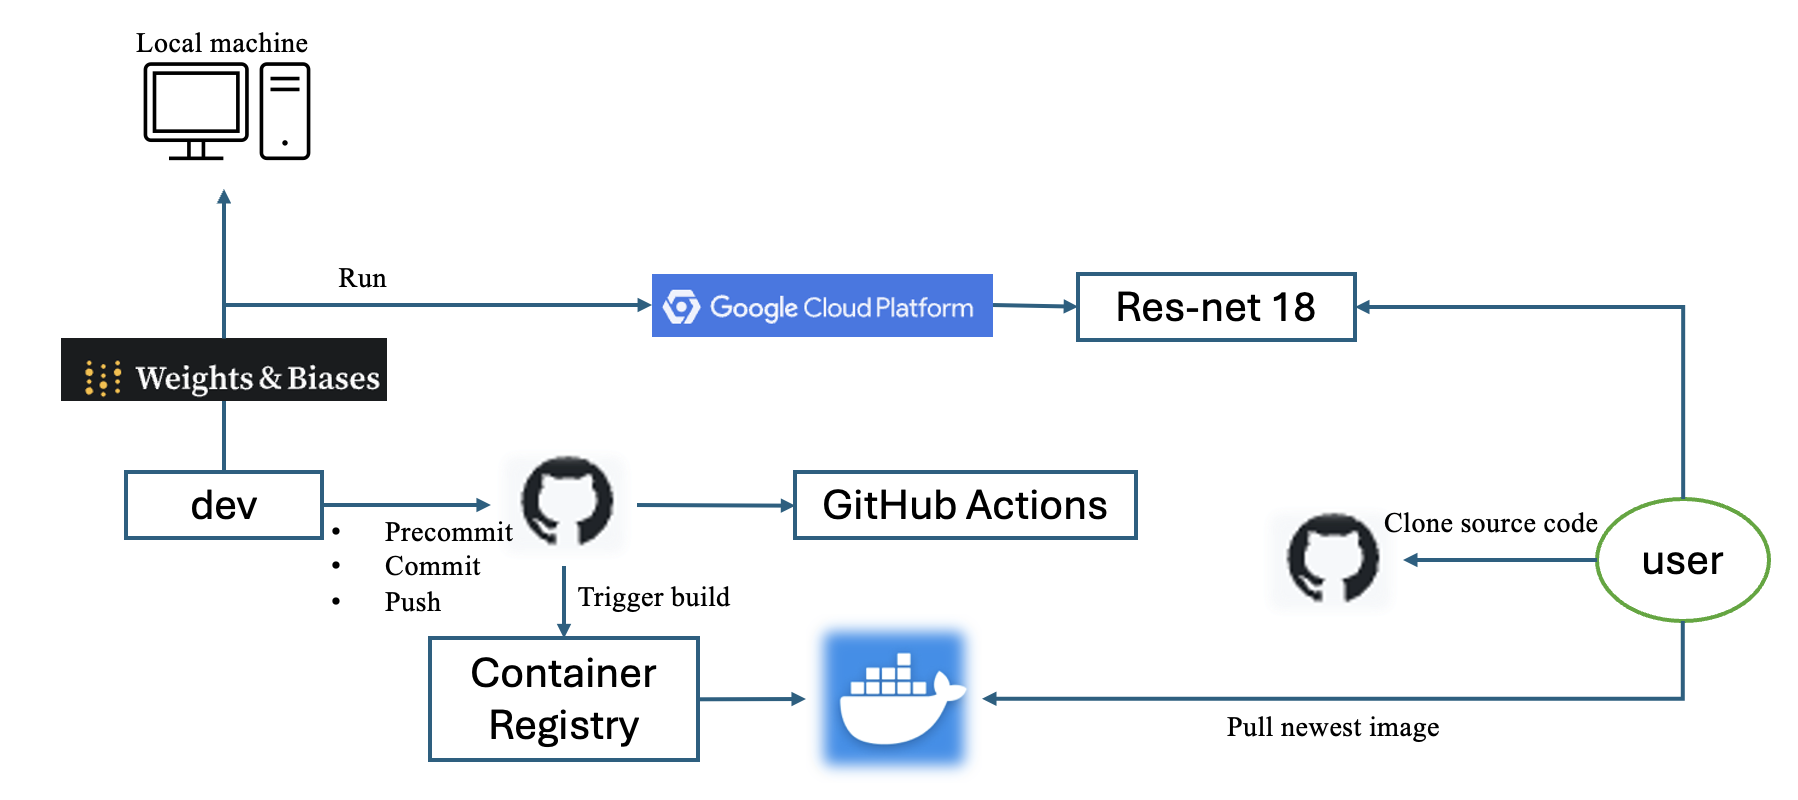 Local machine
Run
Google Cloud Platform
Res-net 18
Weights & Biases
dev
GitHub Actions
• Precommit
• Commit
• Push
Clone source code
user
Trigger build
Container
Registry
Pull newest image